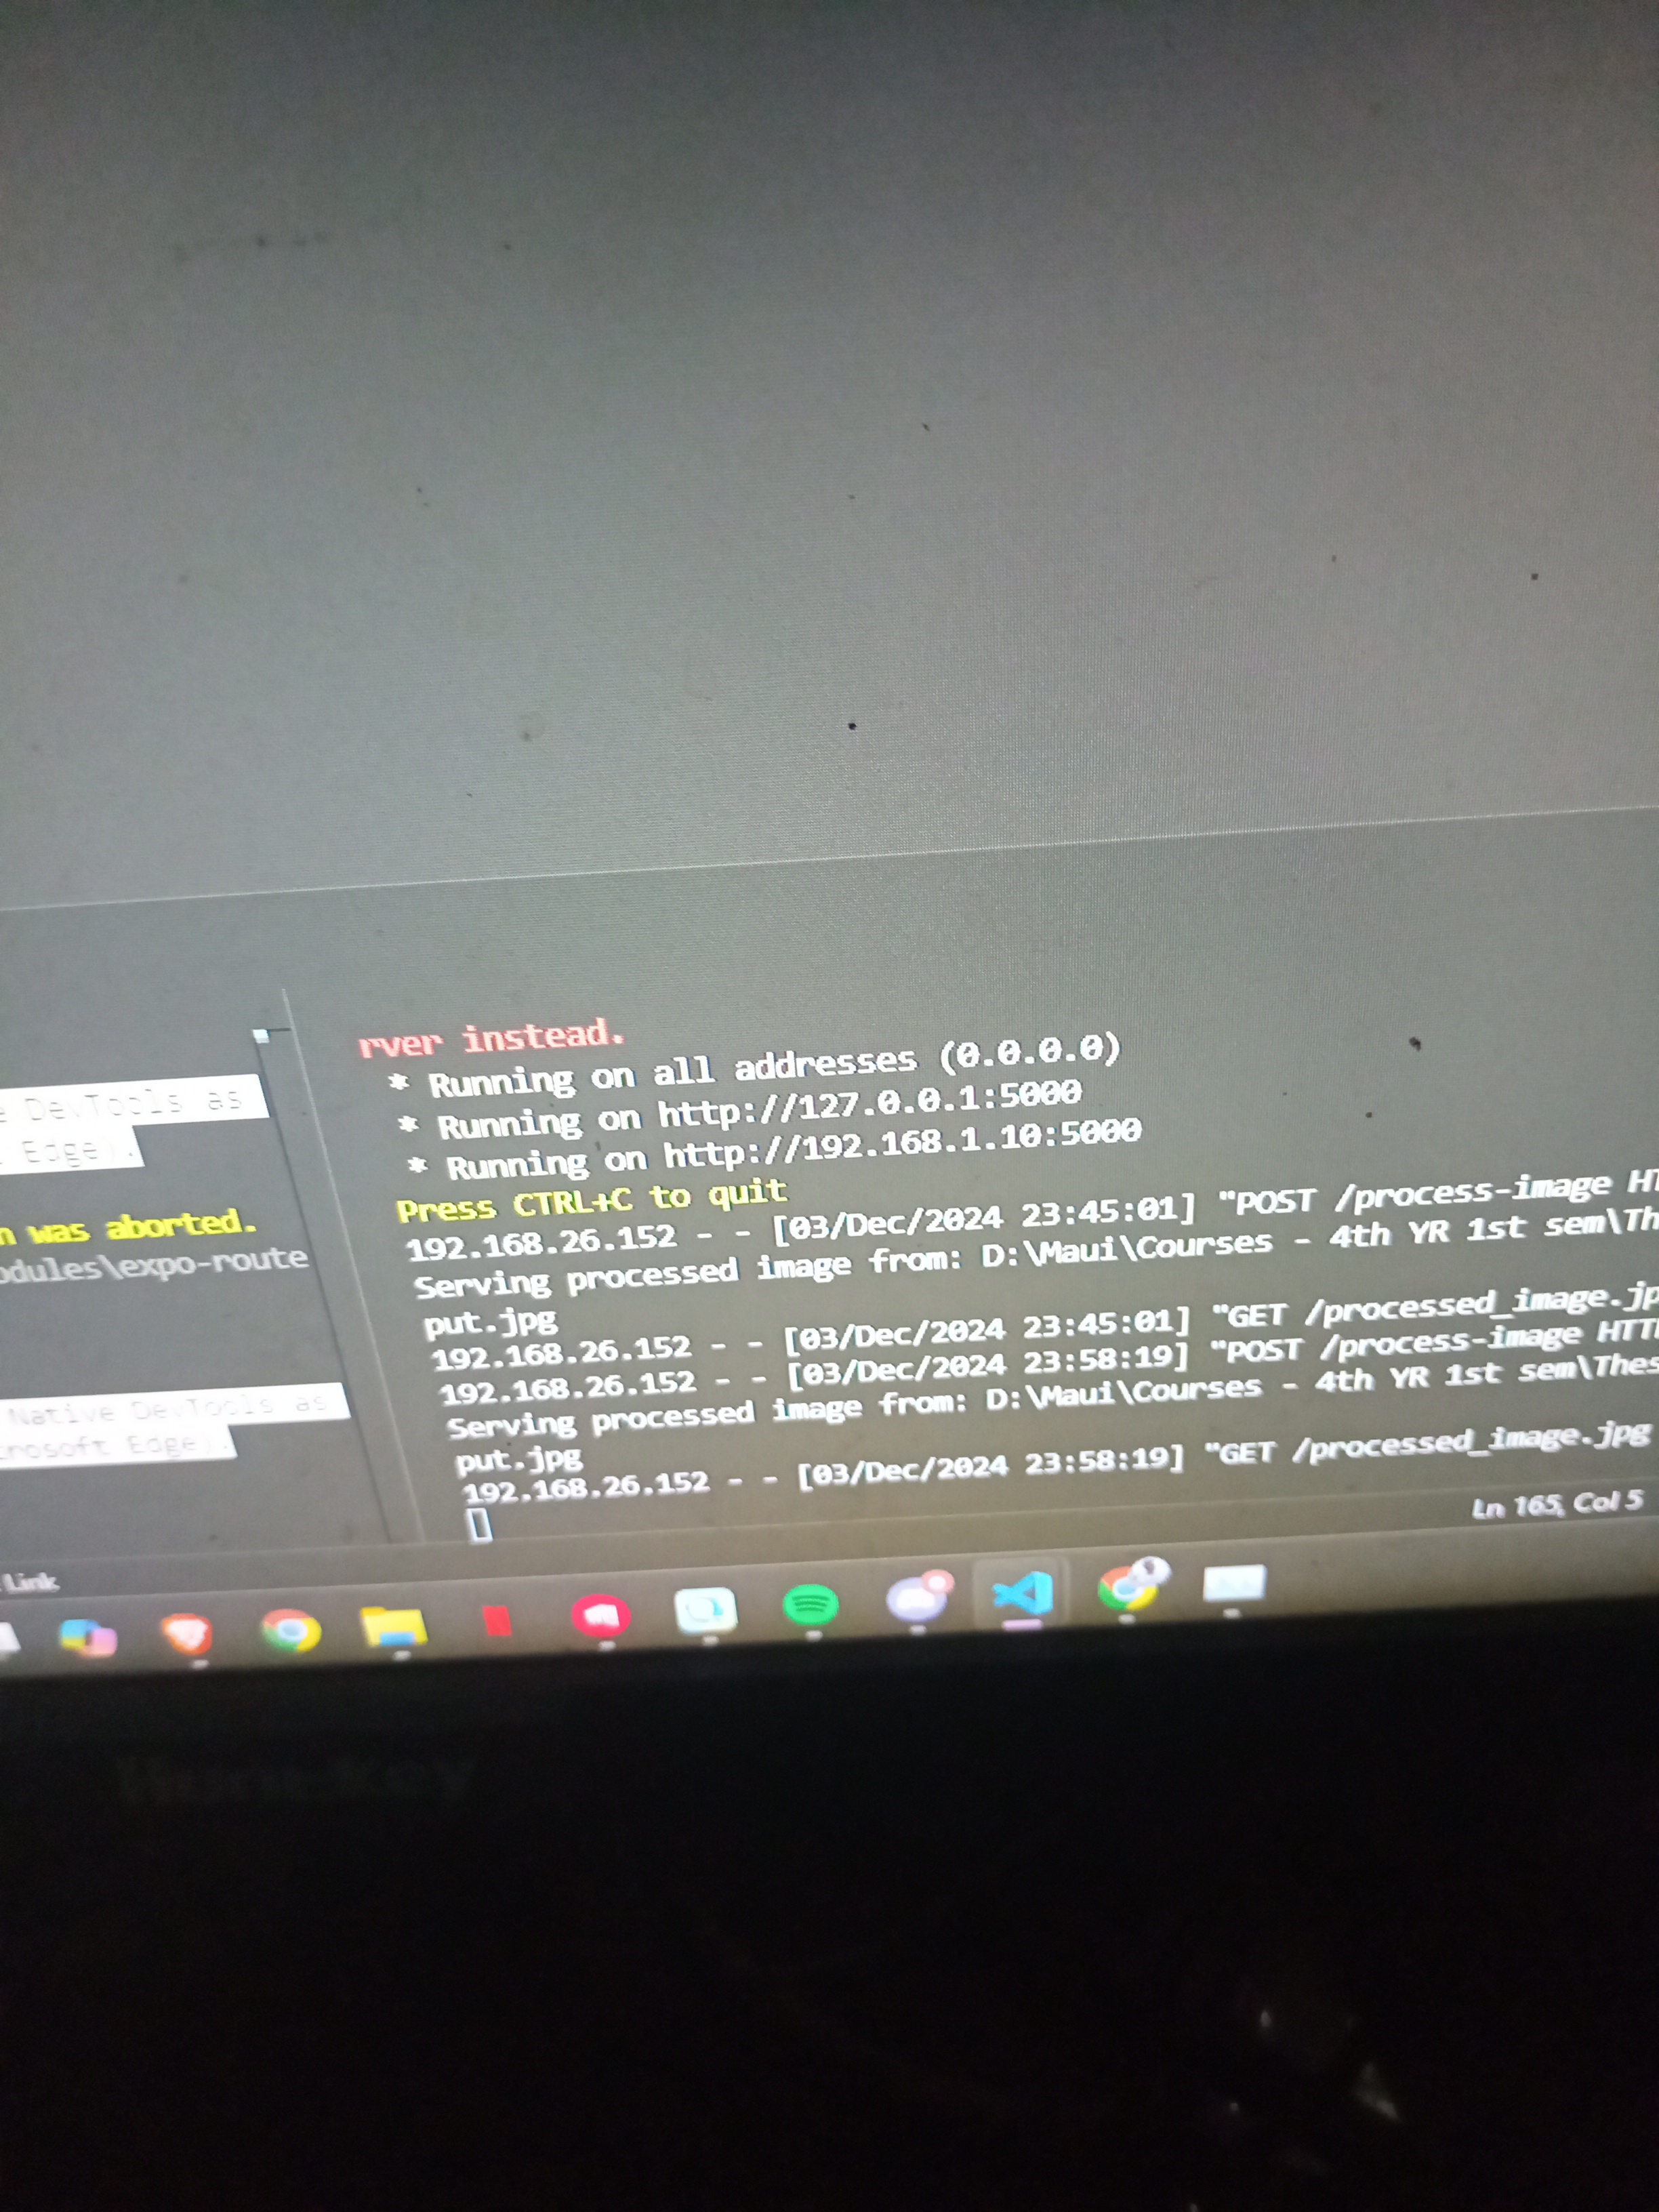 rver instead.
* Running on all addresses (0.0.0.0)
* Running on http://127.0.0.1:5000
* Running on http://192.168.1.10:5000
Press CTRL+C to quit
192.168.26.152 - - [03/Dec/2024 23:45:01] "POST /process-image HT
Serving processed image from: D:\Maui\Courses - 4th YR 1st sem\Th
put.jpg
192.168.26.152 - - [03/Dec/2024 23:45:01] "GET /processed_image.jp
192.168.26.152 - - [03/Dec/2024 23:58:19] "POST /process-image HTT
Serving processed image from: D:\Maui\Courses - 4th YR 1st sem\Thes
put.jpg
192.168.26.152 - - [03/Dec/2024 23:58:19] "GET /processed_image.jpg
e DevTools as
Edge).
n was aborted.
odules\expo-route
Native DevTools as
crosoft Edge).
Ln 165, Col 5
Link